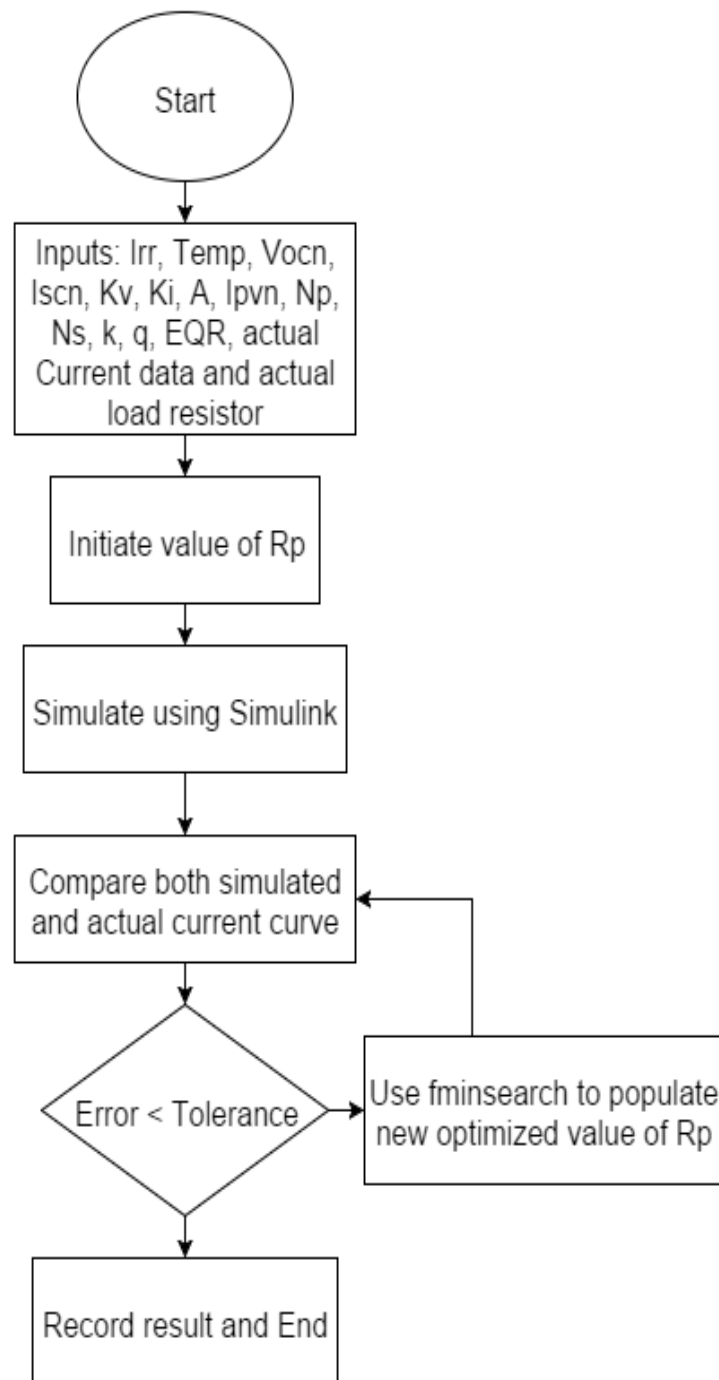 Start
Inputs: Irr, Temp, Vocn,
Iscn, Kv, Ki, A, Ipvn, Np,
Ns, k, q, EQR, actual
Current data and actual
load resistor
Initiate value of Rp
Simulate using Simulink
Compare both simulated
and actual current curve
Error < Tolerance
Use fminsearch to populate
new optimized value of Rp
Record result and End